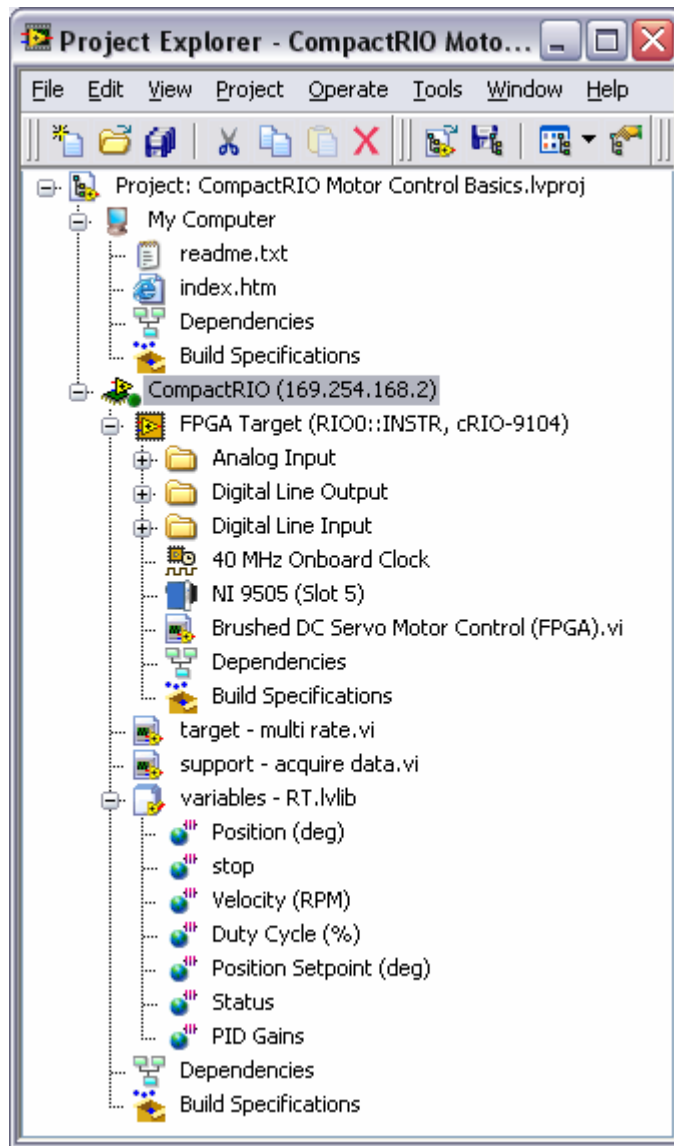 Project Explorer - CompactRIO Moto...
File Edit View Project Operate Tools Window Help
Project: CompactRIO Motor Control Basics.lvproj
My Computer
readme.txt
index.htm
Dependencies
Build Specifications
CompactRIO (169.254.168.2)
FPGA Target (RIO0::INSTR, cRIO-9104)
Analog Input
Digital Line Output
Digital Line Input
40 MHz Onboard Clock
NI 9505 (Slot 5)
Brushed DC Servo Motor Control (FPGA).vi
Dependencies
Build Specifications
target - multi rate.vi
support - acquire data.vi
variables - RT.lvlib
Position (deg)
stop
Velocity (RPM)
Duty Cycle (%)
Position Setpoint (deg)
Status
PID Gains
Dependencies
Build Specifications